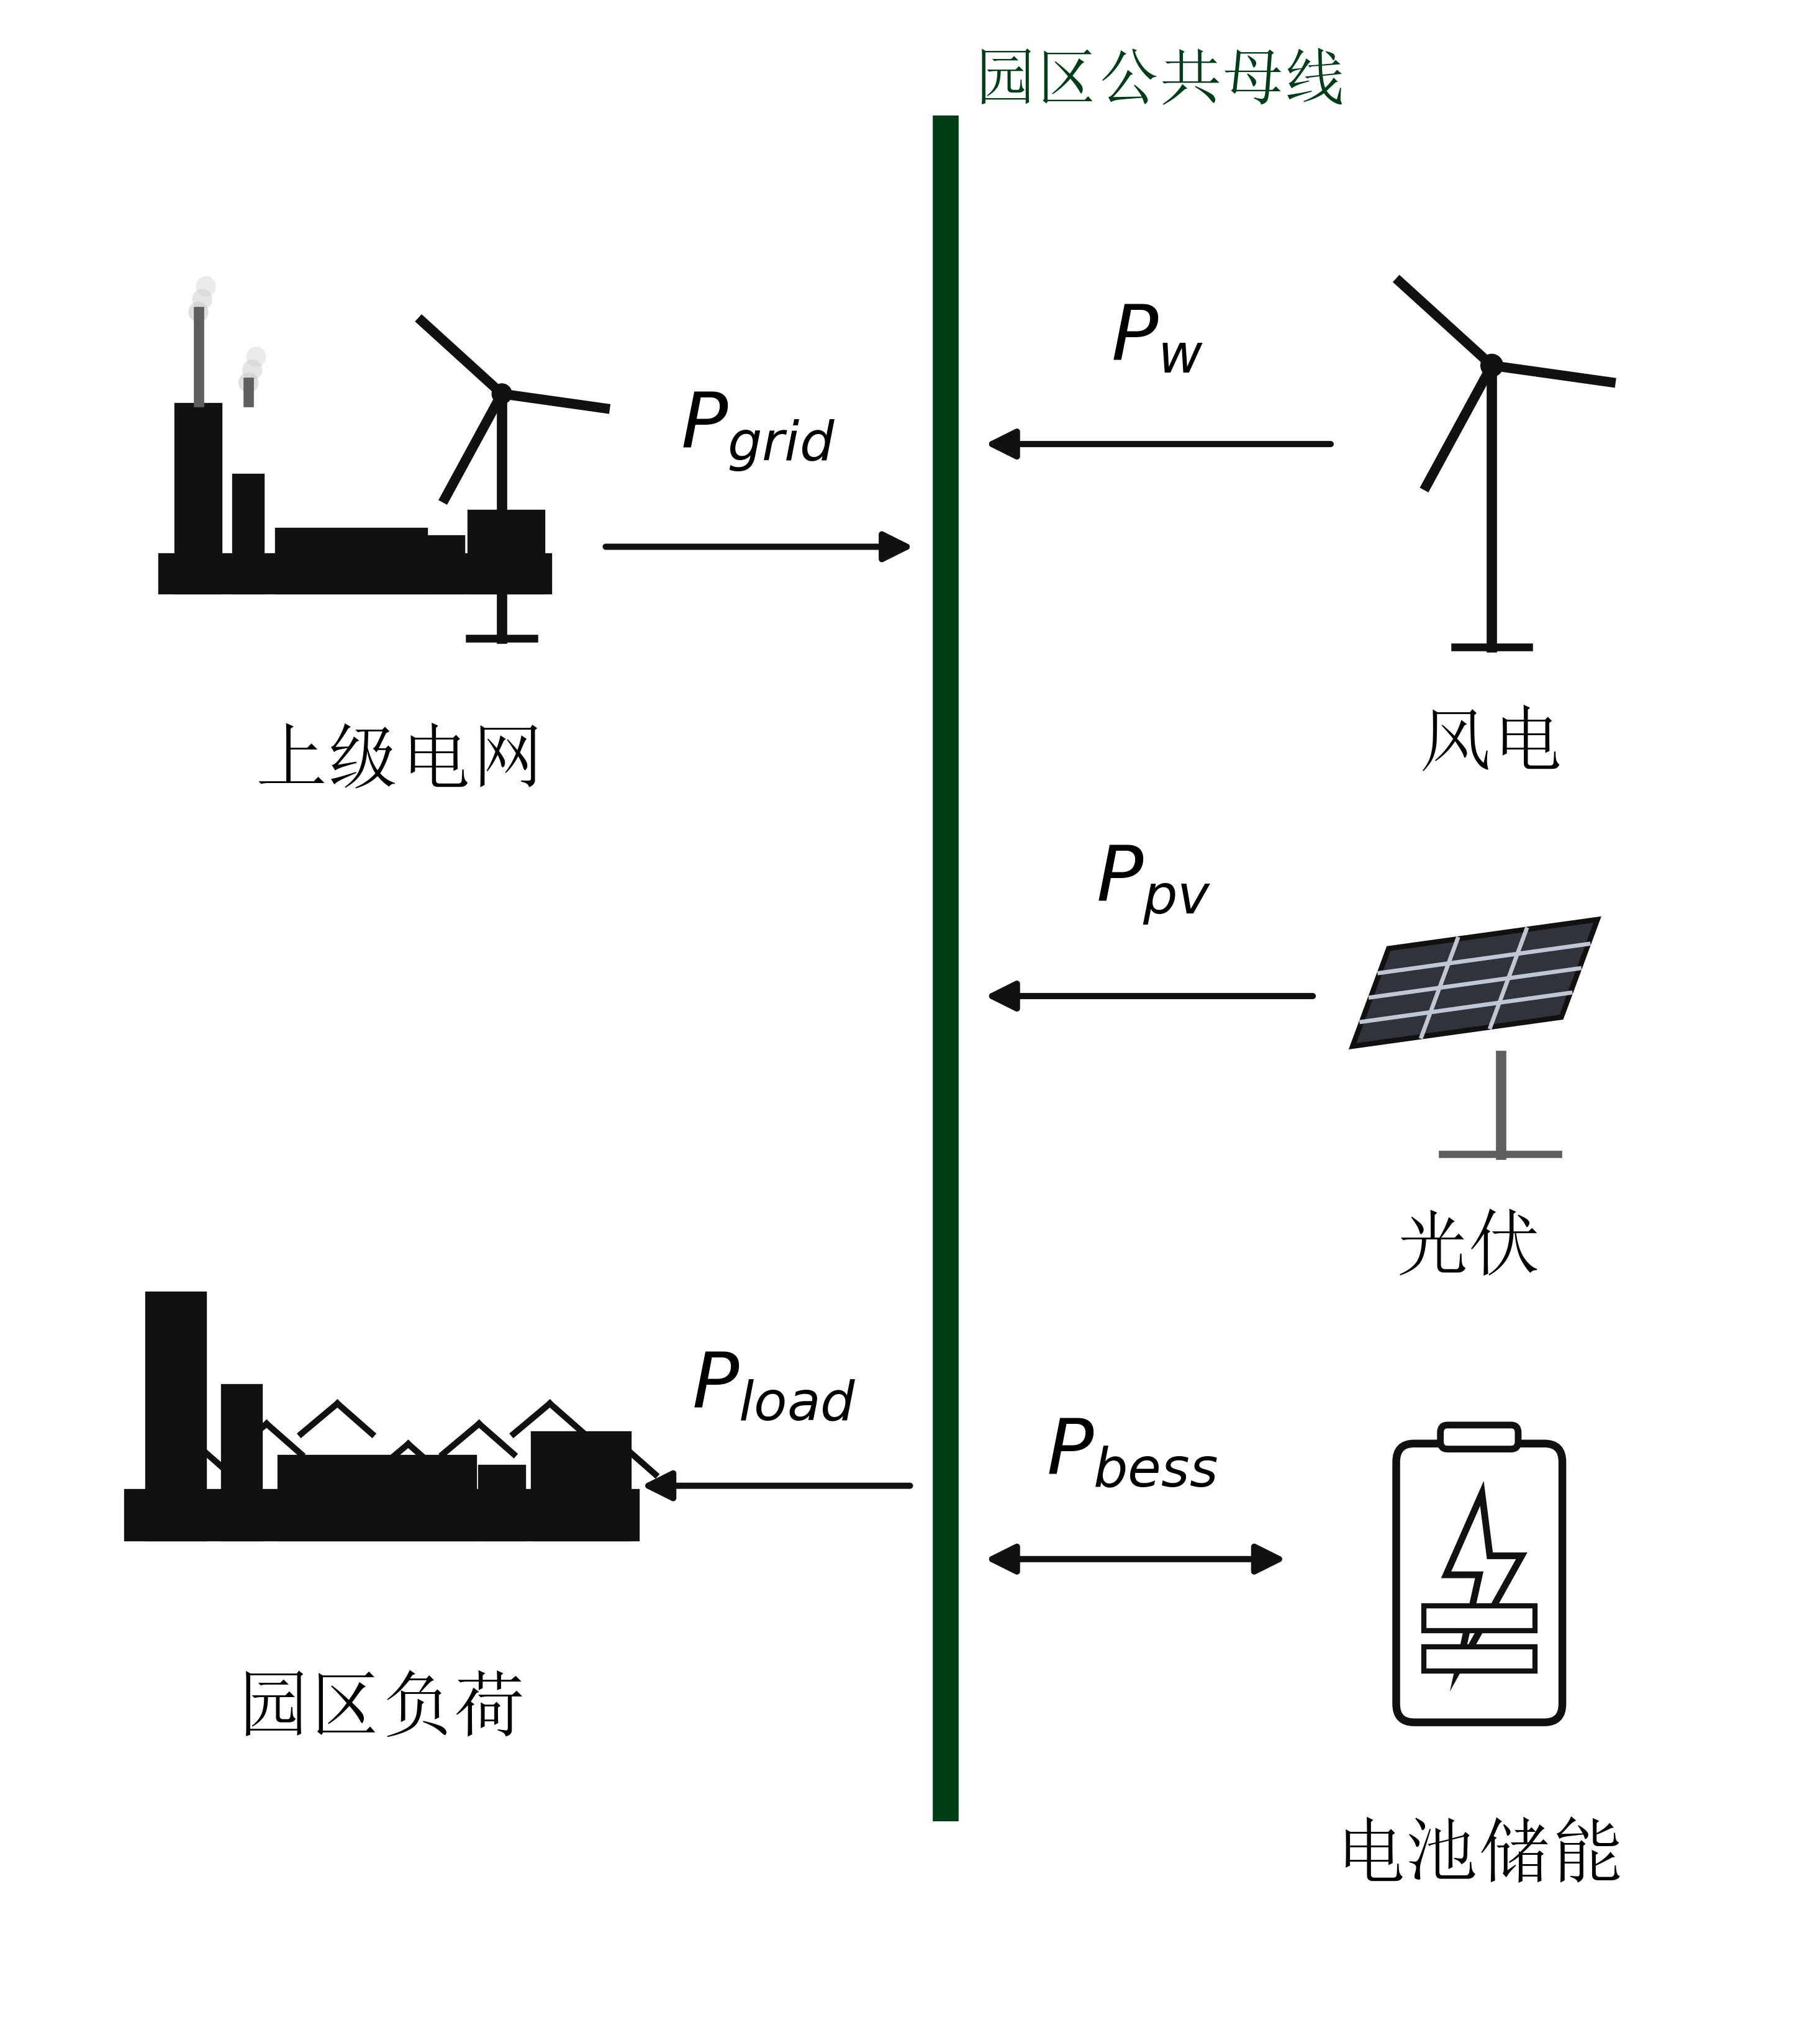 园区公共母线
P_w
P_grid
上级电网
风电
P_pv
光伏
P_load
P_bess
园区负荷
电池储能